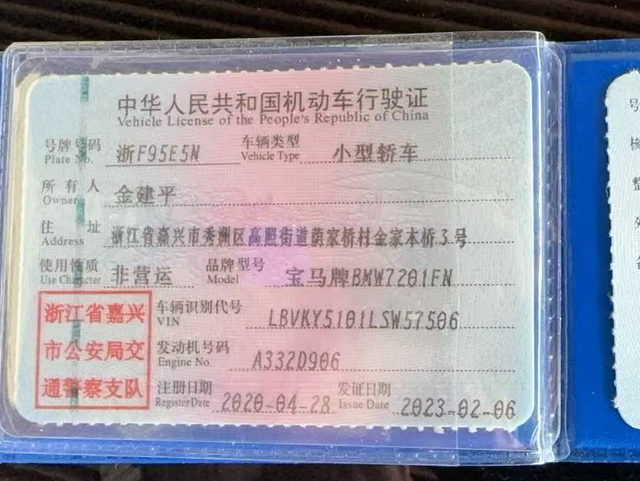 中华人民共和国机动车行驶证
Vehicle License of the People's Republic of China
号牌号码 浙F95E5N 车辆类型 小型轿车
Plate No. Vehicle Type
所有人 金建平
Owner
住址 浙江省嘉兴市秀洲区高照街道荫家桥村金家本桥3号
Address
使用性质 非营运 品牌型号 宝马牌BMW7201FN
Use Character Model
浙江省嘉兴
市公安局交
通警察支队
车辆识别代号 LBVKY5101LSW57506
VIN
发动机号码 A332D906
Engine No.
注册日期 2020-04-28 发证日期 2023-02-06
Register Date Issue Date
号
核